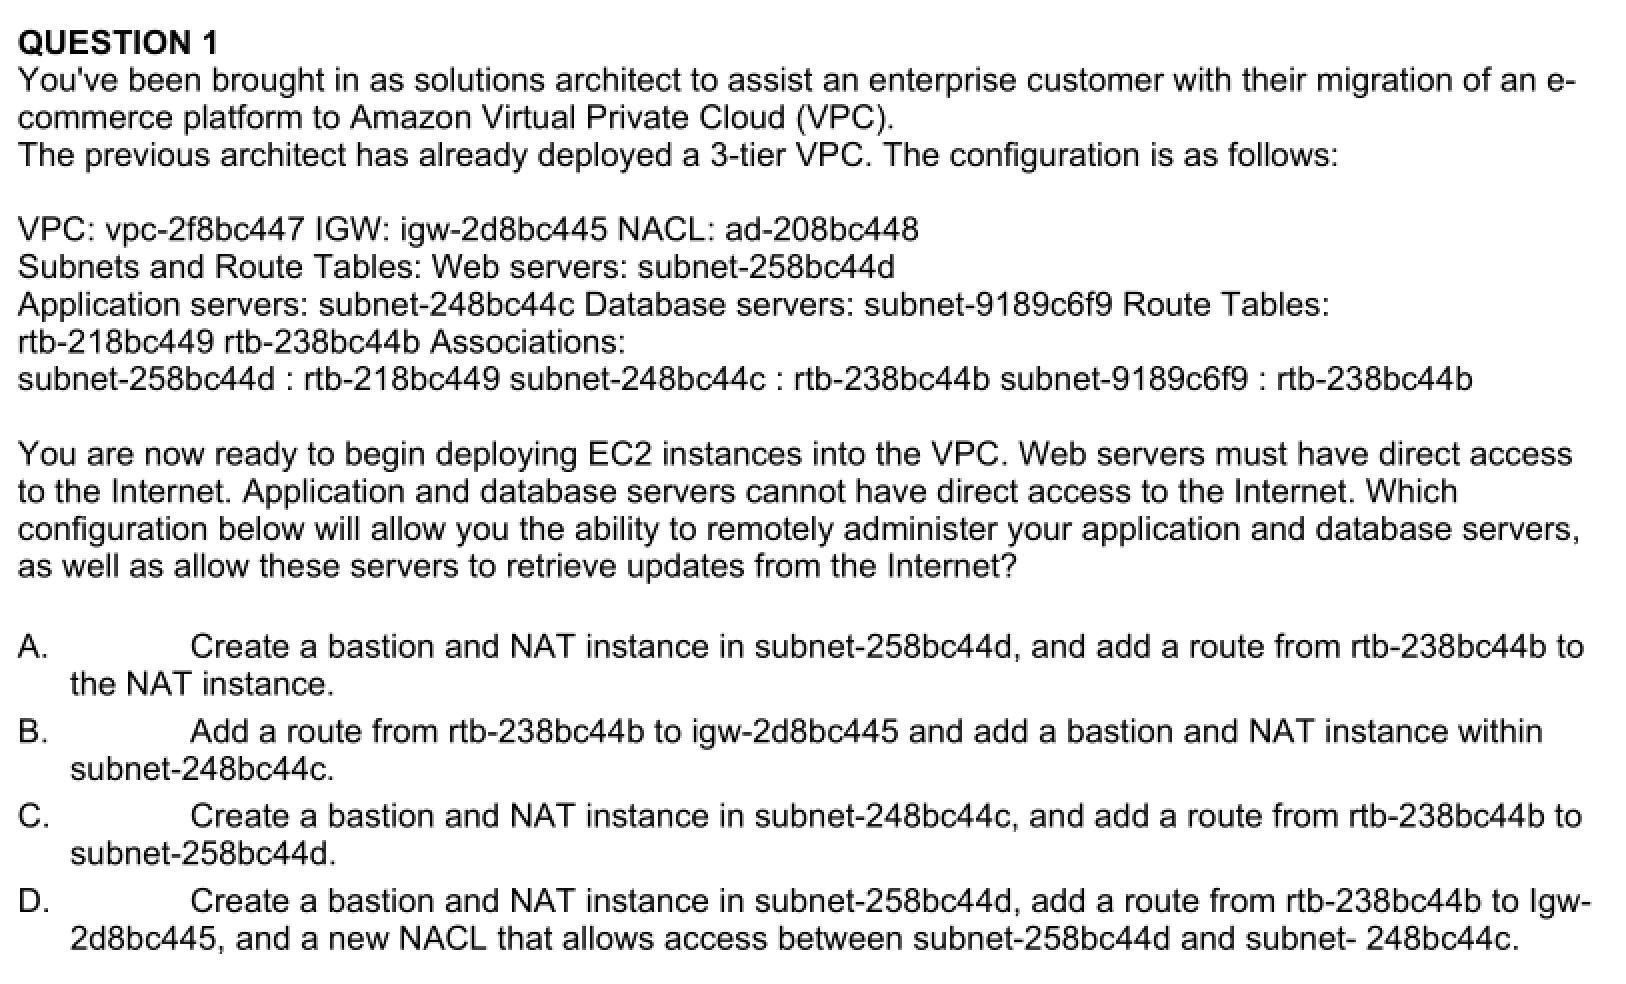 QUESTION 1
You've been brought in as solutions architect to assist an enterprise customer with their migration of an e-
commerce platform to Amazon Virtual Private Cloud (VPC).
The previous architect has already deployed a 3-tier VPC. The configuration is as follows:
VPC: vpc-2f8bc447 IGW: igw-2d8bc445 NACL: ad-208bc448
Subnets and Route Tables: Web servers: subnet-258bc44d
Application servers: subnet-248bc44c Database servers: subnet-9189c6f9 Route Tables:
rtb-218bc449 rtb-238bc44b Associations:
subnet-258bc44d : rtb-218bc449 subnet-248bc44c : rtb-238bc44b subnet-9189c6f9 : rtb-238bc44b
You are now ready to begin deploying EC2 instances into the VPC. Web servers must have direct access
to the Internet. Application and database servers cannot have direct access to the Internet. Which
configuration below will allow you the ability to remotely administer your application and database servers,
as well as allow these servers to retrieve updates from the Internet?
A. Create a bastion and NAT instance in subnet-258bc44d, and add a route from rtb-238bc44b to
the NAT instance.
B. Add a route from rtb-238bc44b to igw-2d8bc445 and add a bastion and NAT instance within
subnet-248bc44c.
C. Create a bastion and NAT instance in subnet-248bc44c, and add a route from rtb-238bc44b to
subnet-258bc44d.
D. Create a bastion and NAT instance in subnet-258bc44d, add a route from rtb-238bc44b to Igw-
2d8bc445, and a new NACL that allows access between subnet-258bc44d and subnet- 248bc44c.